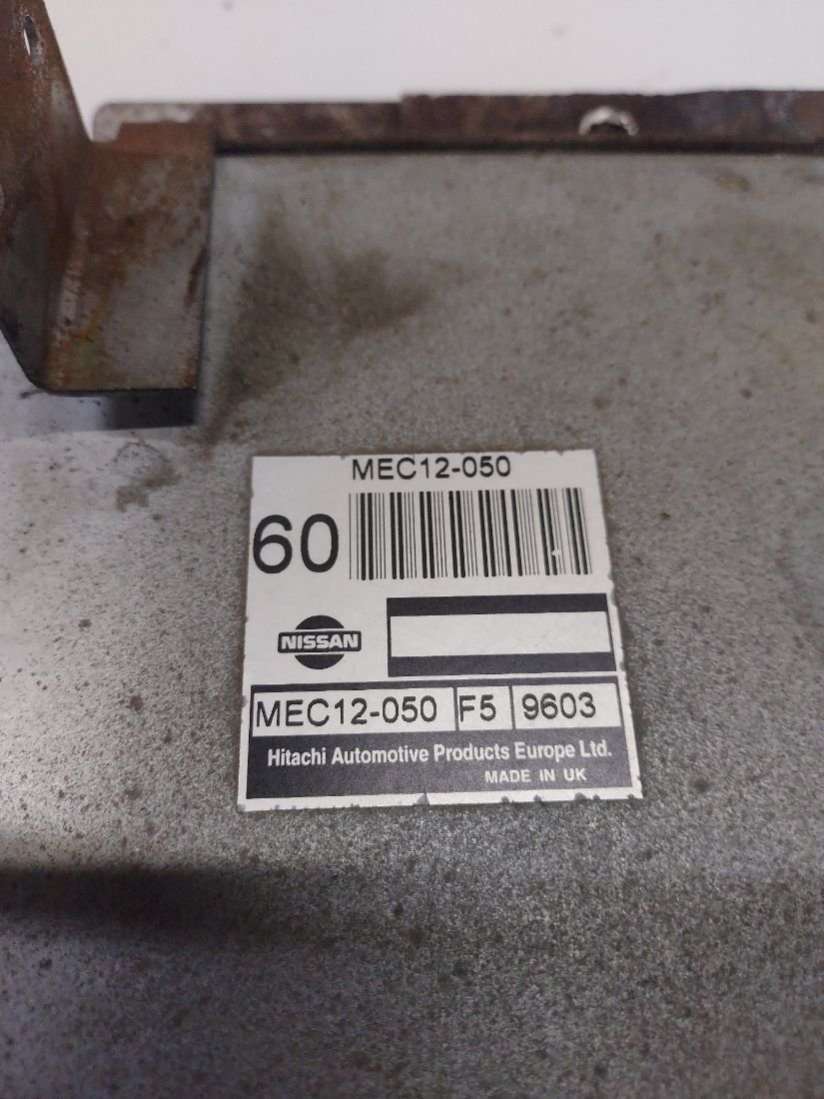 MEC12-050
60
NISSAN
MEC12-050 F5 9603
Hitachi Automotive Products Europe Ltd.
MADE IN UK